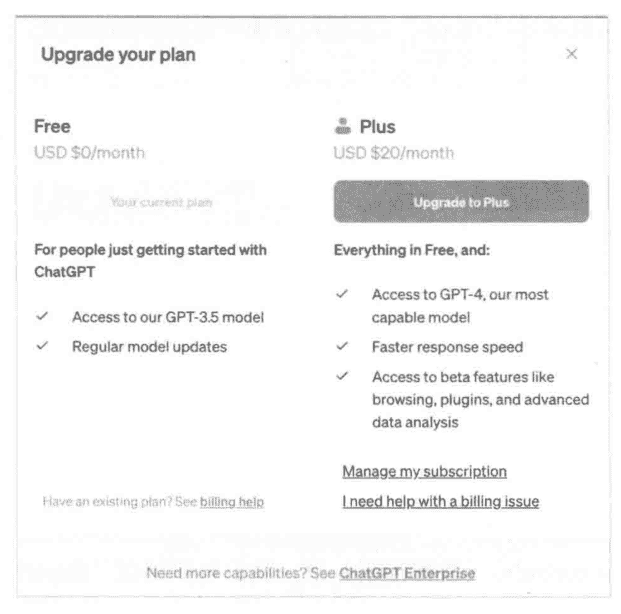 Upgrade your plan
Free
USD $0/month
Your current plan
For people just getting started with
ChatGPT
Access to our GPT-3.5 model
Regular model updates
Have an existing plan? See billing help
Plus
USD $20/month
Upgrade to Plus
Everything in Free, and:
Access to GPT-4, our most
capable model
Faster response speed
Access to beta features like
browsing, plugins, and advanced
data analysis
Manage my subscription
I need help with a billing issue
Need more capabilities? See ChatGPT Enterprise